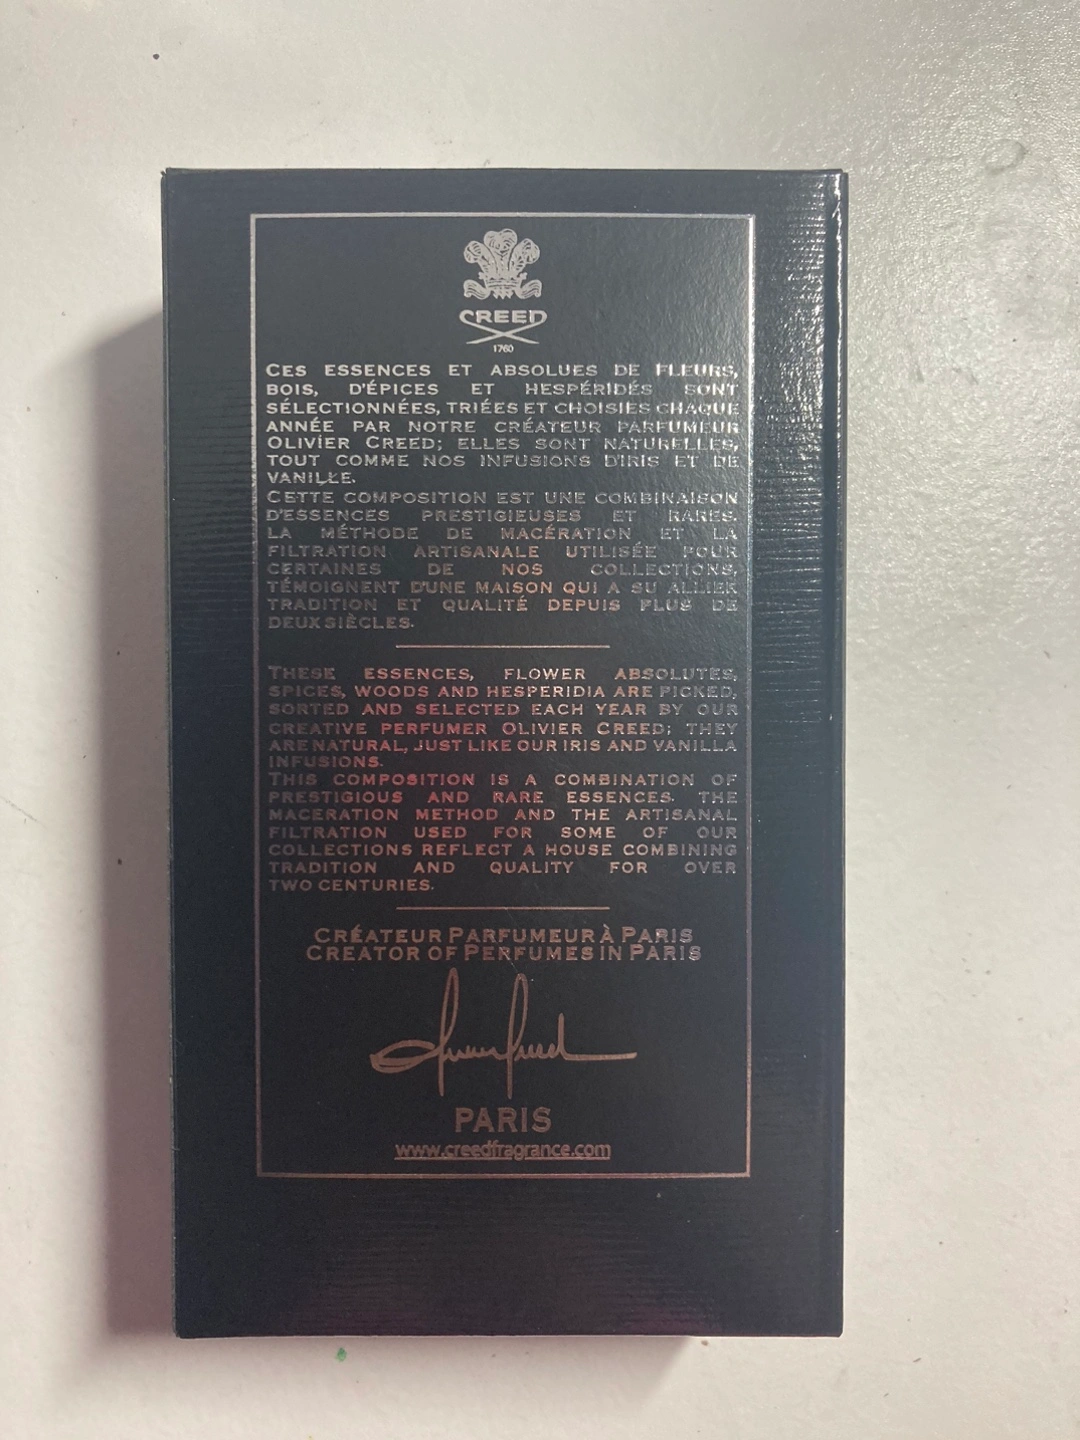 CREED
1760
CES ESSENCES ET ABSOLUES DE FLEURS,
BOIS, D'ÉPICES ET HESPÉRIDÉS SONT
SÉLECTIONNÉES, TRIÉES ET CHOISIES CHAQUE
ANNÉE PAR NOTRE CRÉATEUR PARFUMEUR
OLIVIER CREED; ELLES SONT NATURELLES,
TOUT COMME NOS INFUSIONS D'IRIS ET DE
VANILLE.
CETTE COMPOSITION EST UNE COMBINAISON
D'ESSENCES PRESTIGIEUSES ET RARES.
LA MÉTHODE DE MACÉRATION ET LA
FILTRATION ARTISANALE UTILISÉE POUR
CERTAINES DE NOS COLLECTIONS,
TÉMOIGNENT D'UNE MAISON QUI A SU ALLIER
TRADITION ET QUALITÉ DEPUIS PLUS DE
DEUX SIÈCLES.
THESE ESSENCES, FLOWER ABSOLUTES,
SPICES, WOODS AND HESPERIDIA ARE PICKED,
SORTED AND SELECTED EACH YEAR BY OUR
CREATIVE PERFUMER OLIVIER CREED; THEY
ARE NATURAL, JUST LIKE OUR IRIS AND VANILLA
INFUSIONS.
THIS COMPOSITION IS A COMBINATION OF
PRESTIGIOUS AND RARE ESSENCES. THE
MACERATION METHOD AND THE ARTISANAL
FILTRATION USED FOR SOME OF OUR
COLLECTIONS REFLECT A HOUSE COMBINING
TRADITION AND QUALITY FOR OVER
TWO CENTURIES.
CRÉATEUR PARFUMEUR À PARIS
CREATOR OF PERFUMES IN PARIS
PARIS
www.creedfragrance.com